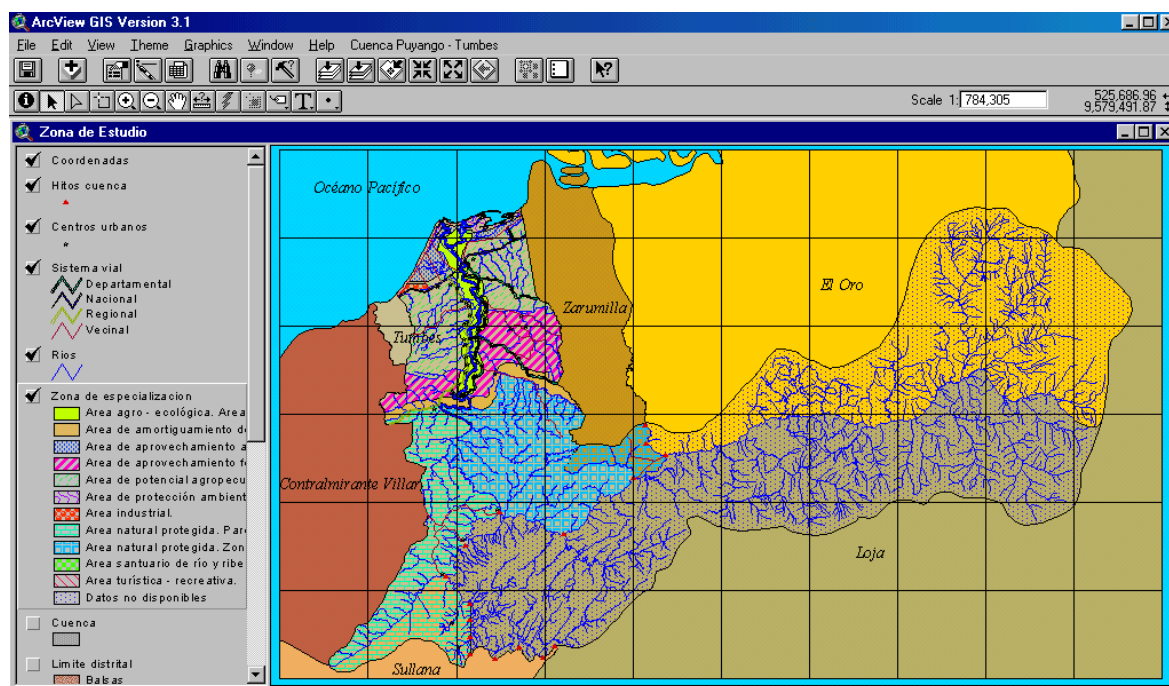 ArcView GIS Version 3.1
File Edit View Theme Graphics Window Help Cuenca Puyango - Tumbes
Scale 1: 784,305
525,686.96
9,579,491.87
Zona de Estudio
Coordenadas
Hitos cuenca
Centros urbanos
Sistema vial
Departamental
Nacional
Regional
Vecinal
Rios
Zona de especializacion
Area agro - ecológica. Area
Area de amortiguamiento de
Area de aprovechamiento a
Area de aprovechamiento fo
Area de potencial agropecu
Area de protección ambient
Area industrial.
Area natural protegida. Par
Area natural protegida. Zon
Area santuario de río y ribe
Area turística - recreativa.
Datos no disponibles
Cuenca
Limite distrital
Balsas
Océano Pacífico
El Oro
Zarumilla
Tumbes
Contralmirante Villar
Loja
Sullana